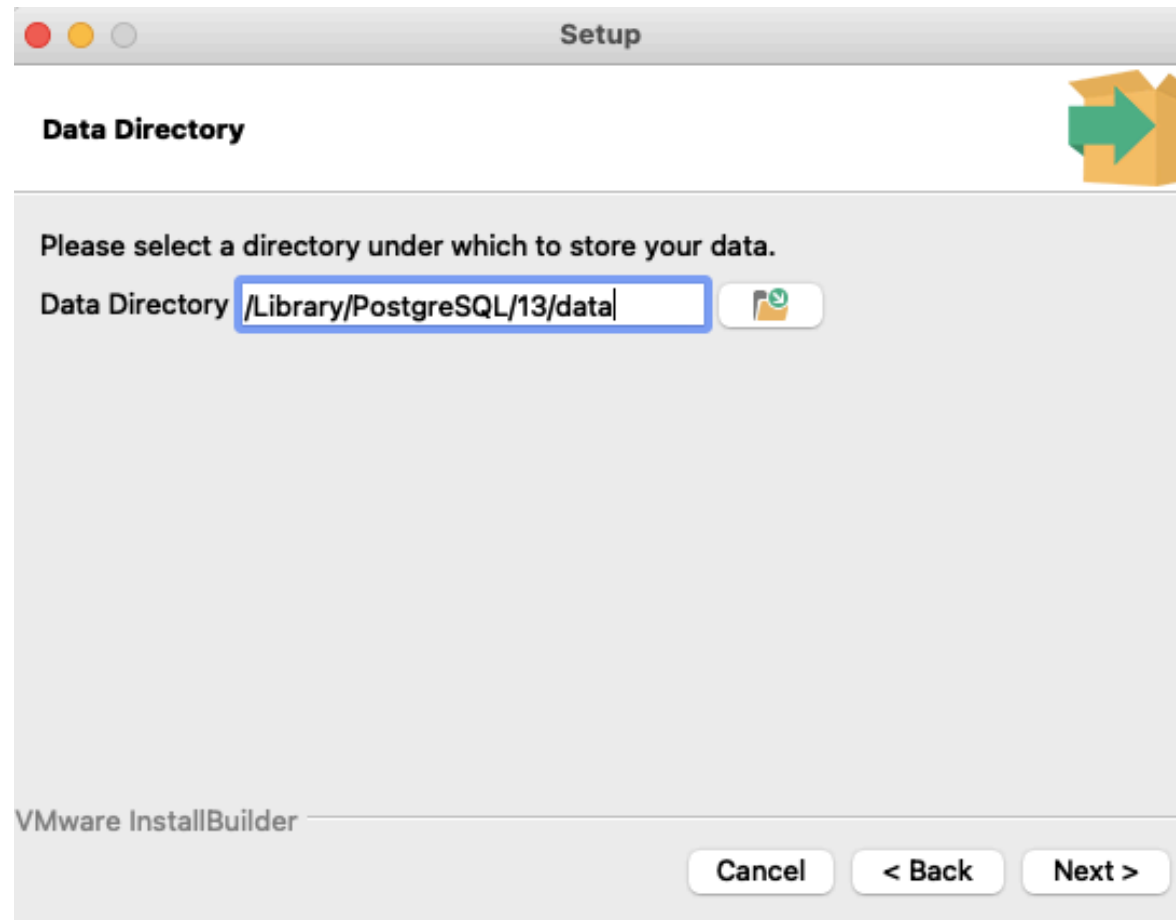 Setup
Data Directory
Please select a directory under which to store your data.
Data Directory /Library/PostgreSQL/13/data
VMware InstallBuilder
Cancel < Back Next >